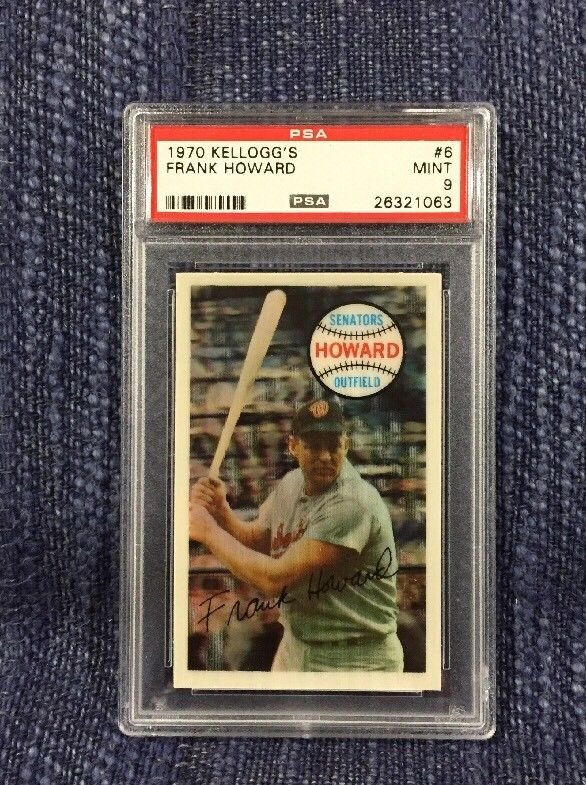 PSA
1970 KELLOGG'S #6
FRANK HOWARD MINT
9
PSA 26321063
SENATORS
HOWARD
OUTFIELD
Frank Howard